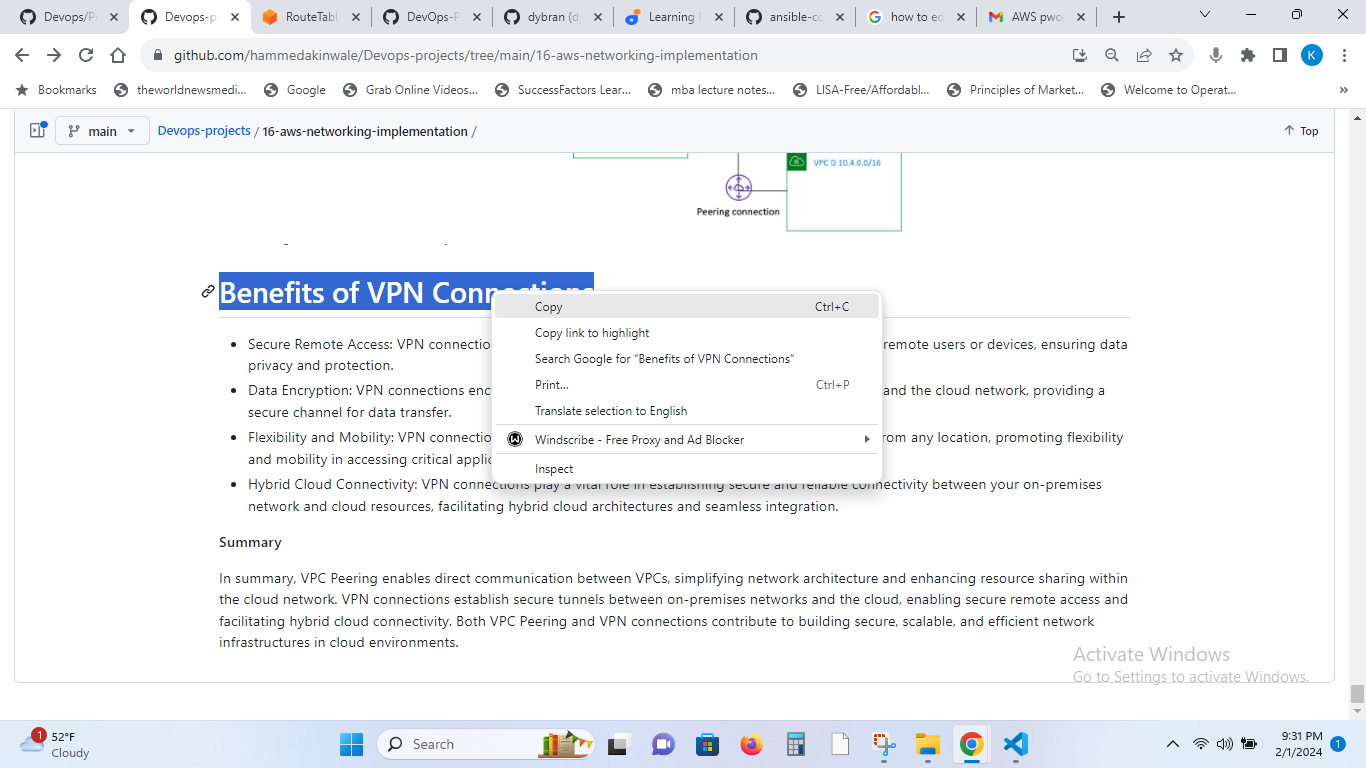 Devops/Pr
Devops-p
RouteTabl
DevOps-P
dybran (d
Learning P
ansible-co
how to ed
AWS pwo
github.com/hammedakinwale/Devops-projects/tree/main/16-aws-networking-implementation
K
Bookmarks
theworldnewsmedi...
Google
Grab Online Videos...
SuccessFactors Lear...
mba lecture notes...
LISA-Free/Affordabl...
Principles of Market...
Welcome to Operat...
»
main
Devops-projects / 16-aws-networking-implementation /
Top
VPC D 10.4.0.0/16
Peering connection
Benefits of VPN Connections
Copy Ctrl+C
Copy link to highlight
Search Google for “Benefits of VPN Connections”
Print... Ctrl+P
Translate selection to English
Windscribe - Free Proxy and Ad Blocker
Inspect
Secure Remote Access: VPN connectio remote users or devices, ensuring data
privacy and protection.
Data Encryption: VPN connections enc and the cloud network, providing a
secure channel for data transfer.
Flexibility and Mobility: VPN connectio om any location, promoting flexibility
and mobility in accessing critical applic
Hybrid Cloud Connectivity: VPN connections play a vital role in establishing secure and reliable connectivity between your on-premises
network and cloud resources, facilitating hybrid cloud architectures and seamless integration.
Summary
In summary, VPC Peering enables direct communication between VPCs, simplifying network architecture and enhancing resource sharing within
the cloud network. VPN connections establish secure tunnels between on-premises networks and the cloud, enabling secure remote access and
facilitating hybrid cloud connectivity. Both VPC Peering and VPN connections contribute to building secure, scalable, and efficient network
infrastructures in cloud environments.
Activate Windows
Go to Settings to activate Windows.
1
52°F
Cloudy
Search
9:31 PM
2/1/2024
1